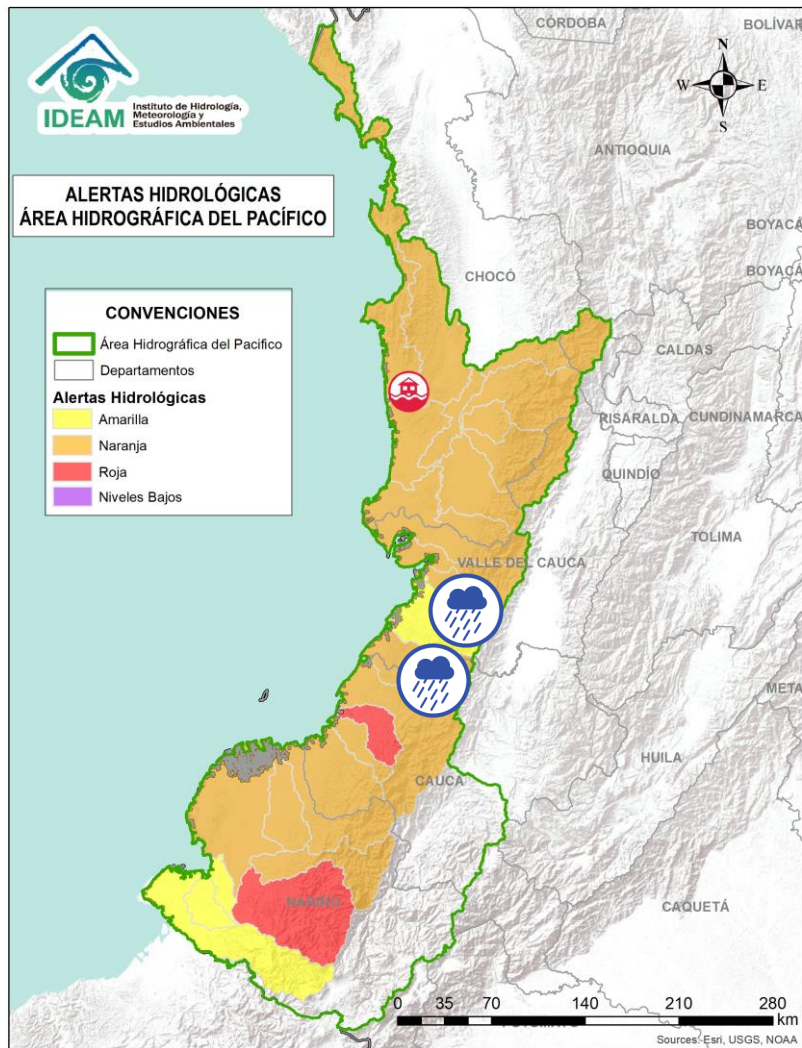 IDEAM
Instituto de Hidrología,
Meteorología y
Estudios Ambientales
ALERTAS HIDROLÓGICAS
ÁREA HIDROGRÁFICA DEL PACÍFICO
CONVENCIONES
Área Hidrográfica del Pacifico
Departamentos
Alertas Hidrológicas
Amarilla
Naranja
Roja
Niveles Bajos
N
W
E
S
CÓRDOBA
BOLÍVAR
ANTIOQUIA
BOYACÁ
BOYACÁ
CHOCÓ
CALDAS
RISARALDA
CUNDINAMARCA
QUINDÍO
TOLIMA
VALLE DEL CAUCA
META
HUILA
CAUCA
NARIÑO
CAQUETÁ
0 35 70 140 210 280
km
Sources: Esri, USGS, NOAA